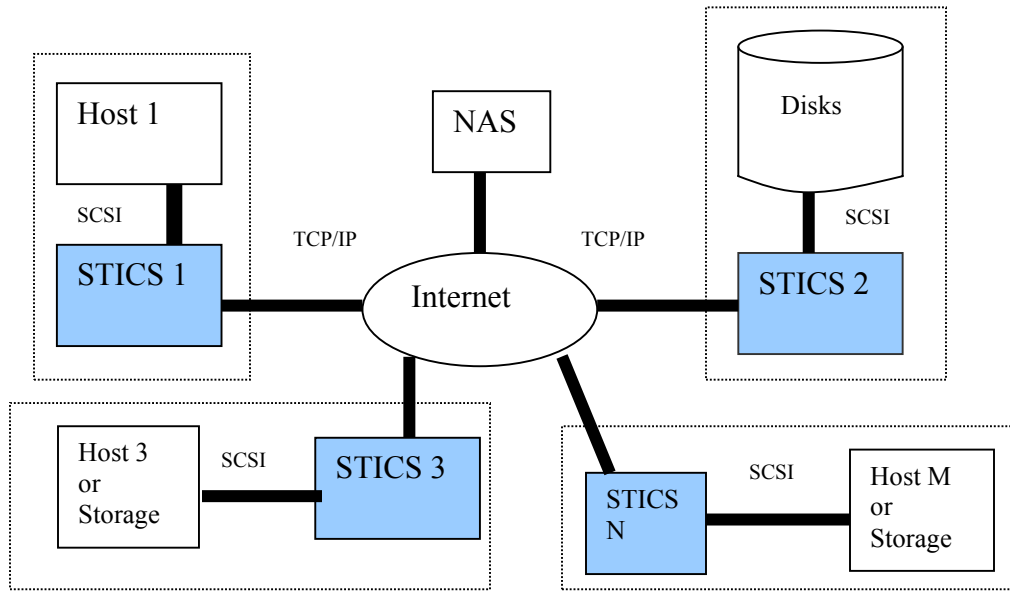 Host 1
SCSI
STICS 1
NAS
Disks
SCSI
STICS 2
TCP/IP
TCP/IP
Internet
Host 3
or
Storage
SCSI
STICS 3
STICS
N
SCSI
Host M
or
Storage